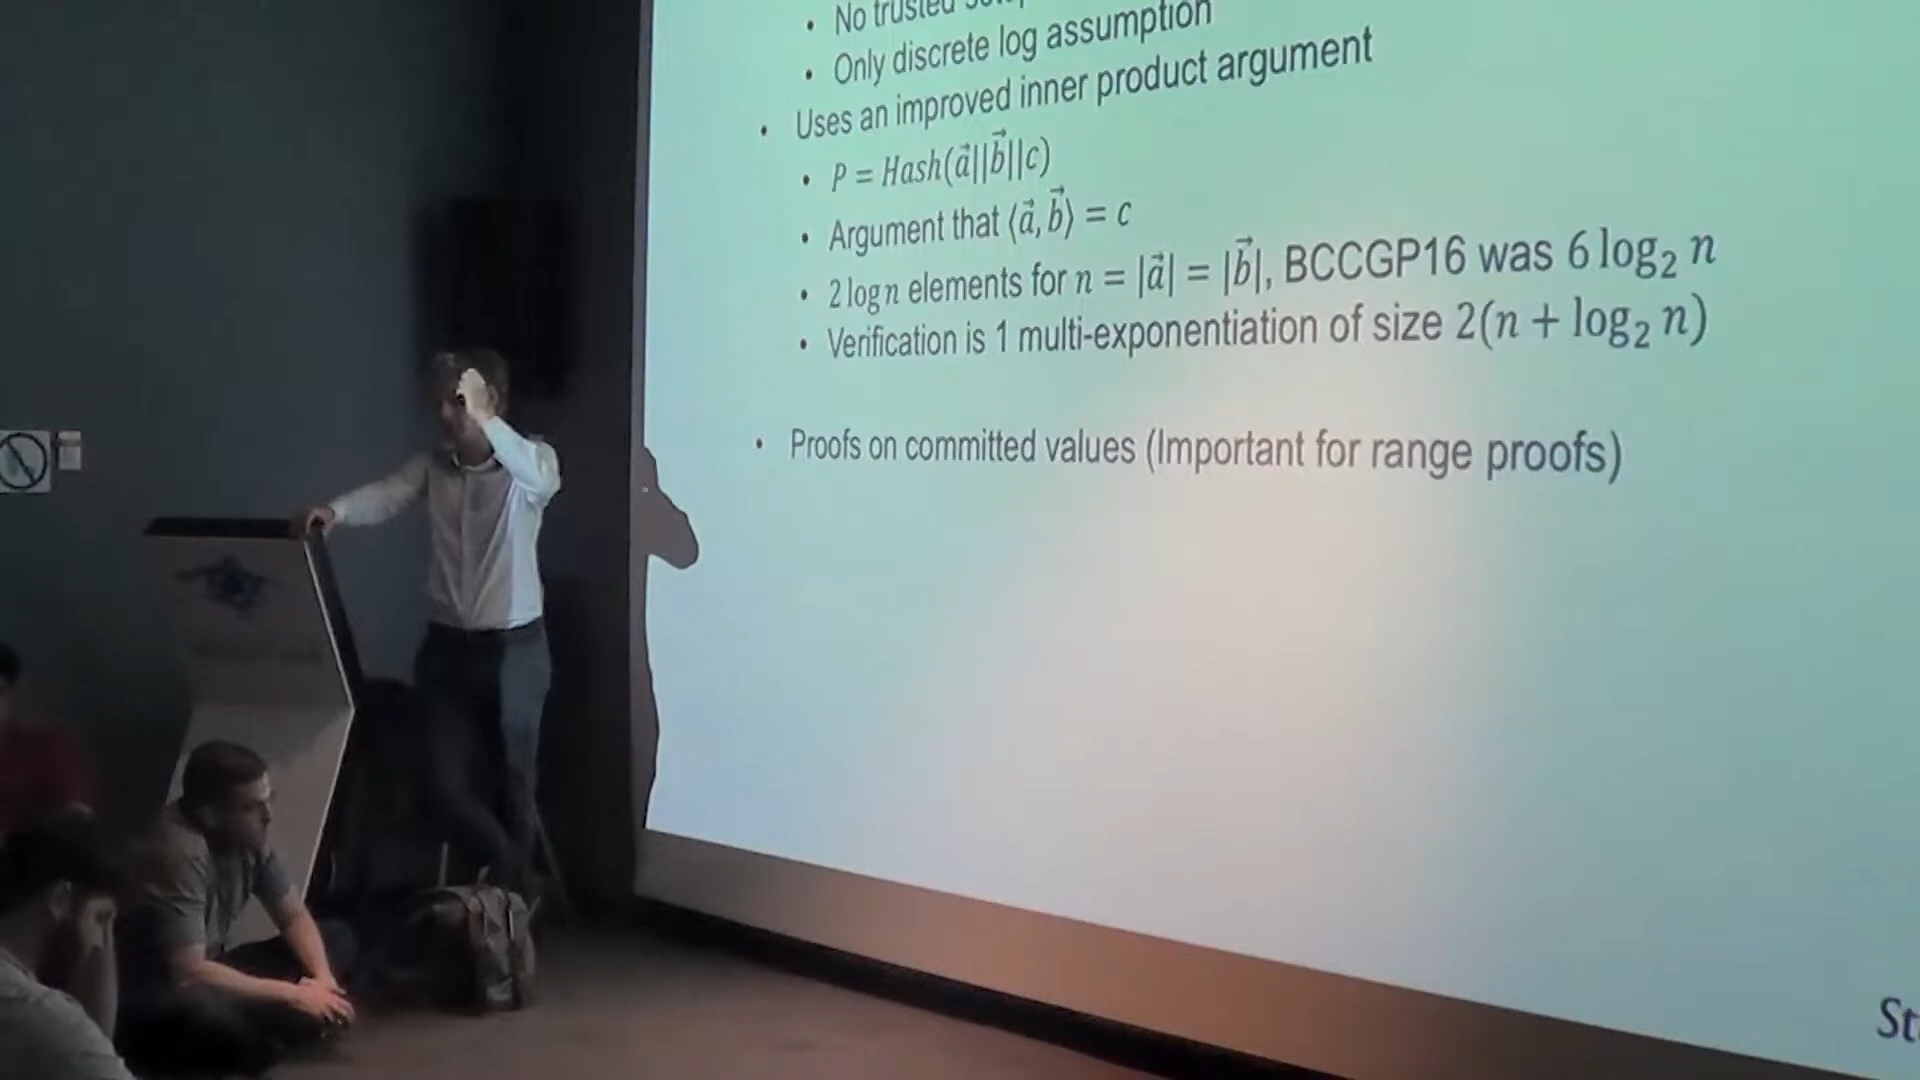 • No trusted
• Only discrete log assumption
• Uses an improved inner product argument
• P = Hash(a⃗||b⃗||c)
• Argument that ⟨a⃗, b⃗⟩ = c
• 2 log n elements for n = |a⃗| = |b⃗|, BCCGP16 was 6 log₂ n
• Verification is 1 multi-exponentiation of size 2(n + log₂ n)
• Proofs on committed values (Important for range proofs)
St